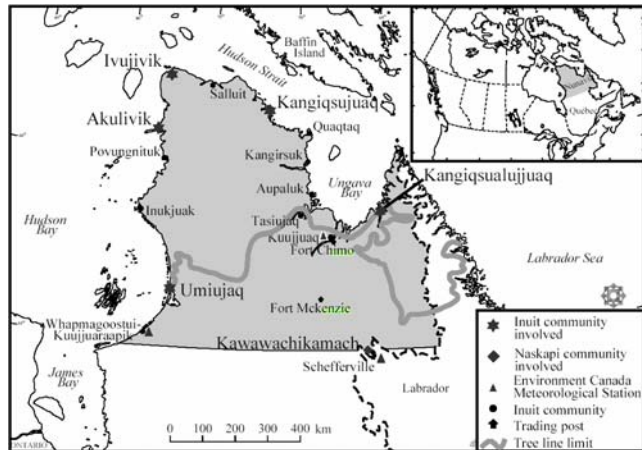 Baffin
Island
Hudson Strait
Ivujivik
Salluit
Kangiqsujuaq
Akulivik
Quaqtaq
Povungnituk
Kangirsuk
Ungava
Bay
Kangiqsualujjuaq
Aupaluk
Hudson
Bay
Inukjuak
Tasiujaq
Kuujjuaq
Fort Chimo
Labrador Sea
Umiujaq
Fort Mckenzie
Whapmagoostui-
Kuujjuaraapik
Kawawachikamach
Schefferville
James
Bay
Labrador
ONTARIO
0 100 200 300 400 km
Québec
Inuit community
involved
Naskapi community
involved
Environment Canada
Meteorological Station
Inuit community
Trading post
Tree line limit